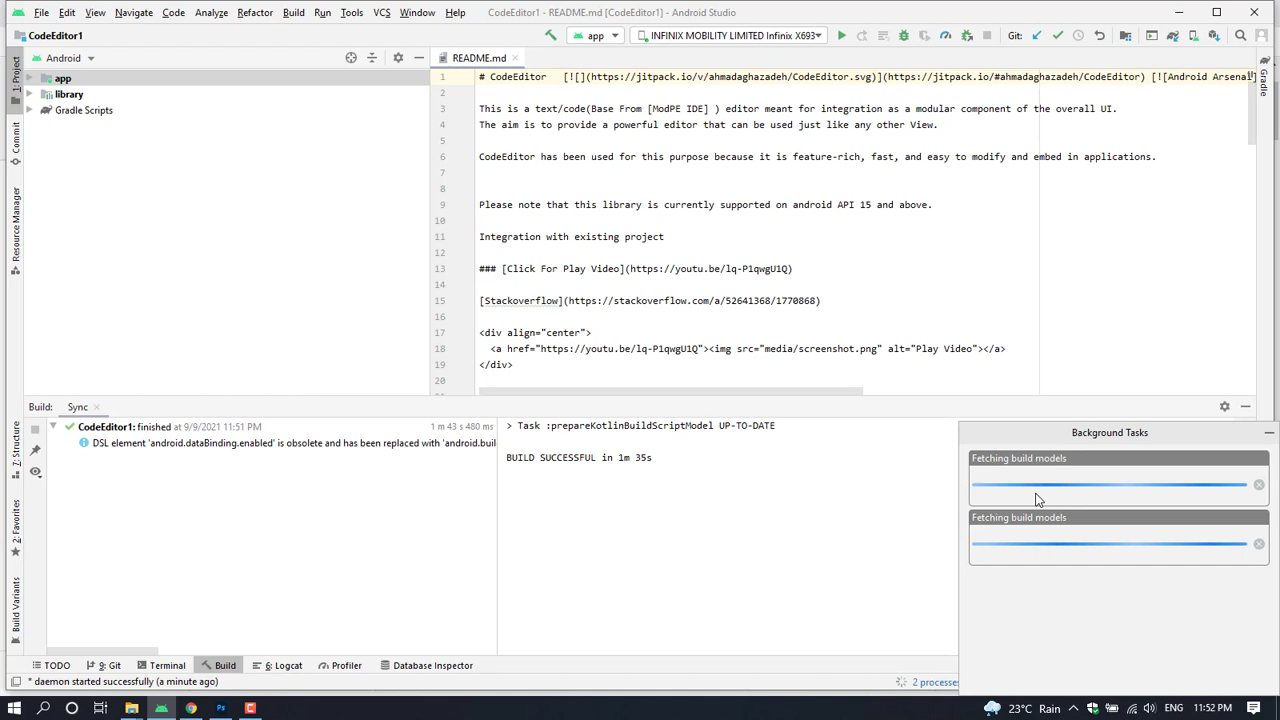 File Edit View Navigate Code Analyze Refactor Build Run Tools VCS Window Help CodeEditor1 - README.md [CodeEditor1] - Android Studio
CodeEditor1 app INFINIX MOBILITY LIMITED Infinix X693 Git:
Android README.md
1: Project
Commit
Resource Manager
7: Structure
2: Favorites
Build Variants
Gradle
app
library
Gradle Scripts
1 # CodeEditor [![](https://jitpack.io/v/ahmadaghazadeh/CodeEditor.svg)](https://jitpack.io/#ahmadaghazadeh/CodeEditor) [![Android Arsenal]
2
3 This is a text/code(Base From [ModPE IDE] ) editor meant for integration as a modular component of the overall UI.
4 The aim is to provide a powerful editor that can be used just like any other View.
5
6 CodeEditor has been used for this purpose because it is feature-rich, fast, and easy to modify and embed in applications.
7
8
9 Please note that this library is currently supported on android API 15 and above.
10
11 Integration with existing project
12
13 ### [Click For Play Video](https://youtu.be/lq-P1qwgU1Q)
14
15 [Stackoverflow](https://stackoverflow.com/a/52641368/1770868)
16
17 <div align="center">
18 <a href="https://youtu.be/lq-P1qwgU1Q"><img src="media/screenshot.png" alt="Play Video"></a>
19 </div>
20
Build: Sync
CodeEditor1: finished at 9/9/2021 11:51 PM 1 m 43 s 480 ms
DSL element 'android.dataBinding.enabled' is obsolete and has been replaced with 'android.buil
> Task :prepareKotlinBuildScriptModel UP-TO-DATE
BUILD SUCCESSFUL in 1m 35s
Background Tasks
Fetching build models
Fetching build models
TODO 9: Git Terminal Build 6: Logcat Profiler Database Inspector
* daemon started successfully (a minute ago) 2 processes
23°C Rain 11:52 PM